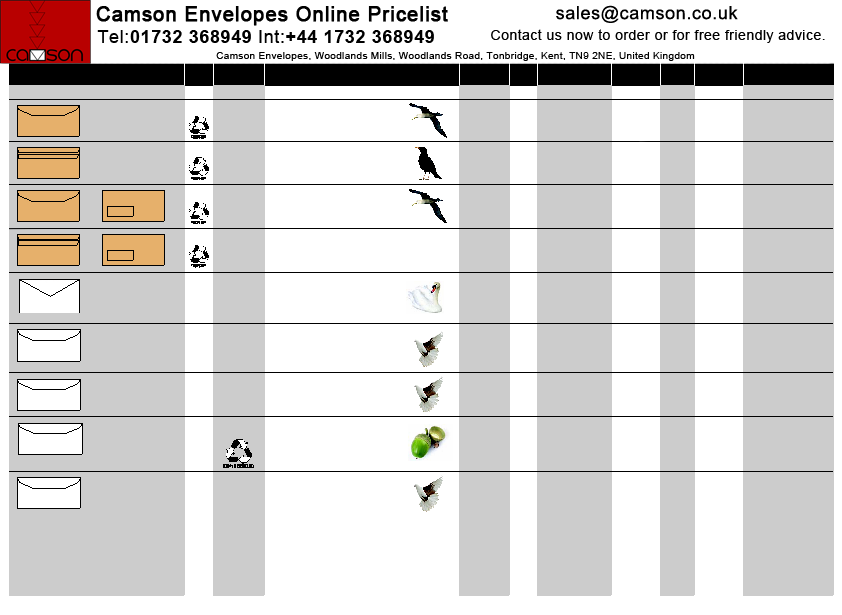 camson
Camson Envelopes Online Pricelist
Tel:01732 368949 Int:+44 1732 368949
sales@camson.co.uk
Contact us now to order or for free friendly advice.
Camson Envelopes, Woodlands Mills, Woodlands Road, Tonbridge, Kent, TN9 2NE, United Kingdom